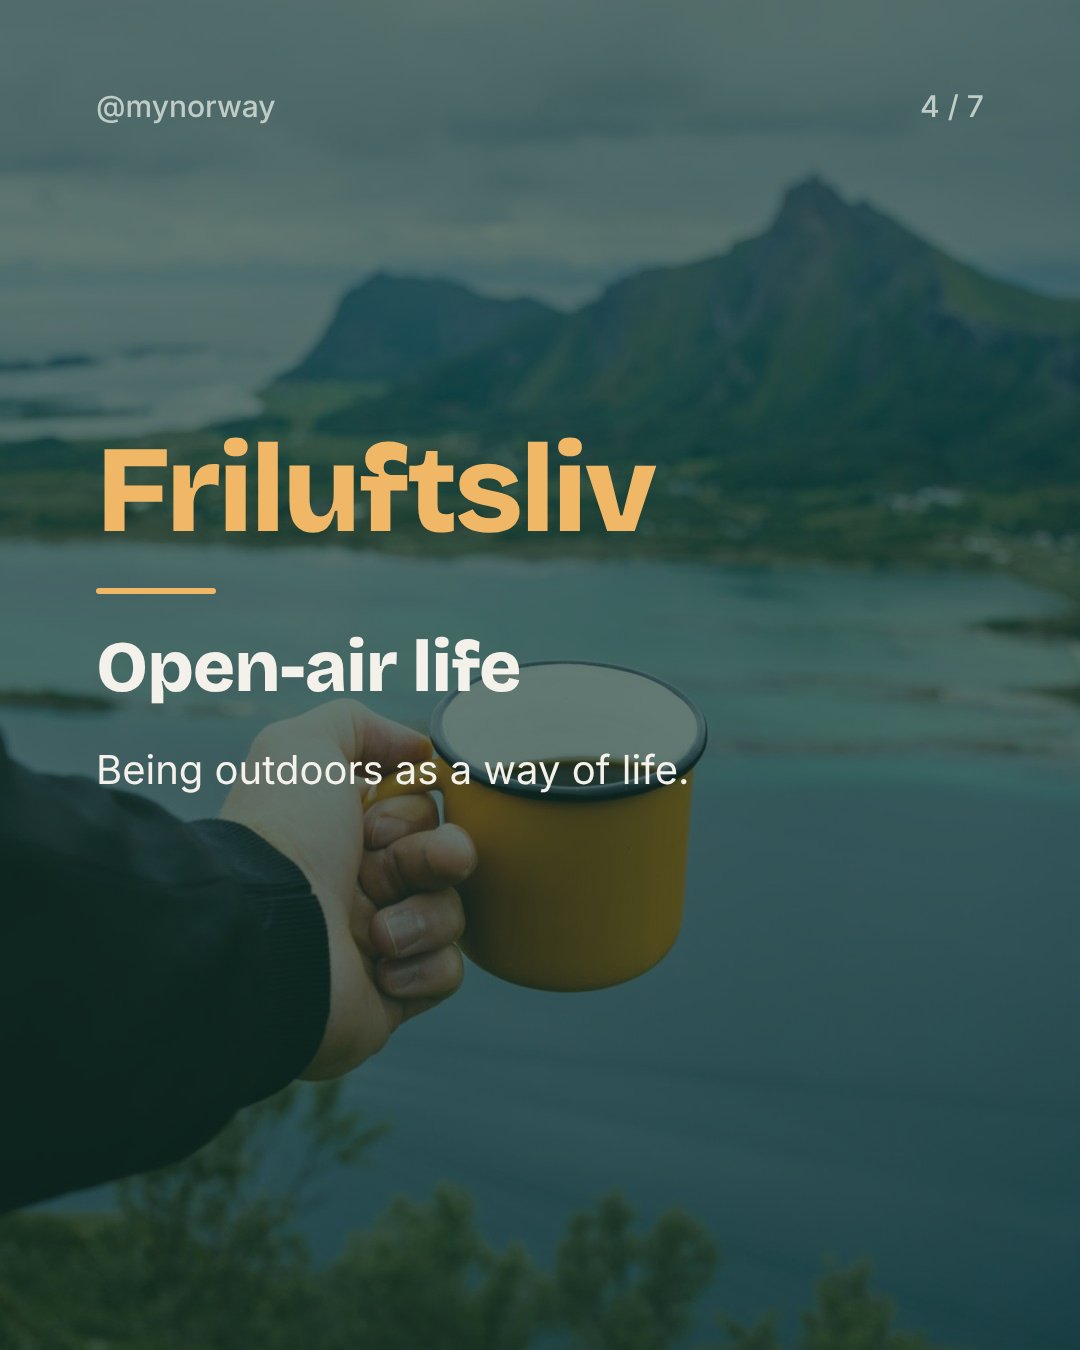 @mynorway
4 / 7
Friluftsliv
Open-air life
Being outdoors as a way of life.